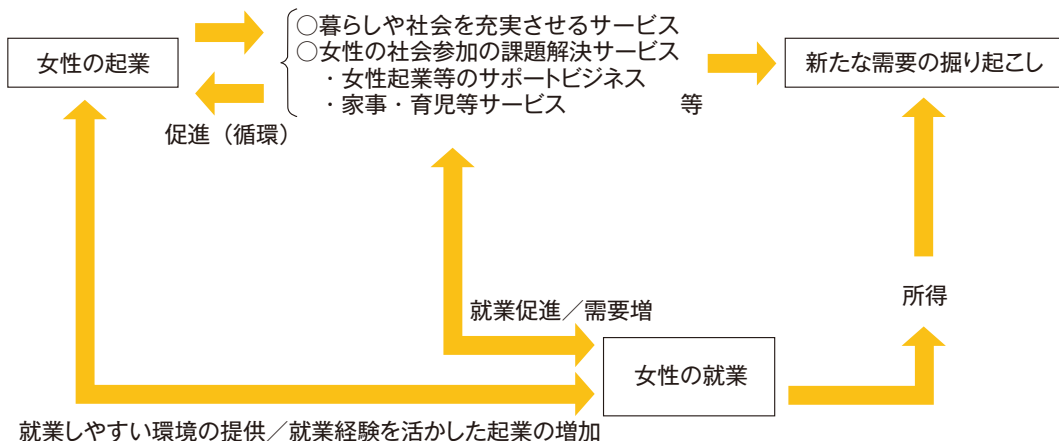 女性の起業
○暮らしや社会を充実させるサービス
○女性の社会参加の課題解決サービス
・女性起業等のサポートビジネス
・家事・育児等サービス 等
促進（循環）
新たな需要の掘り起こし
所得
就業促進／需要増
女性の就業
就業しやすい環境の提供／就業経験を活かした起業の増加